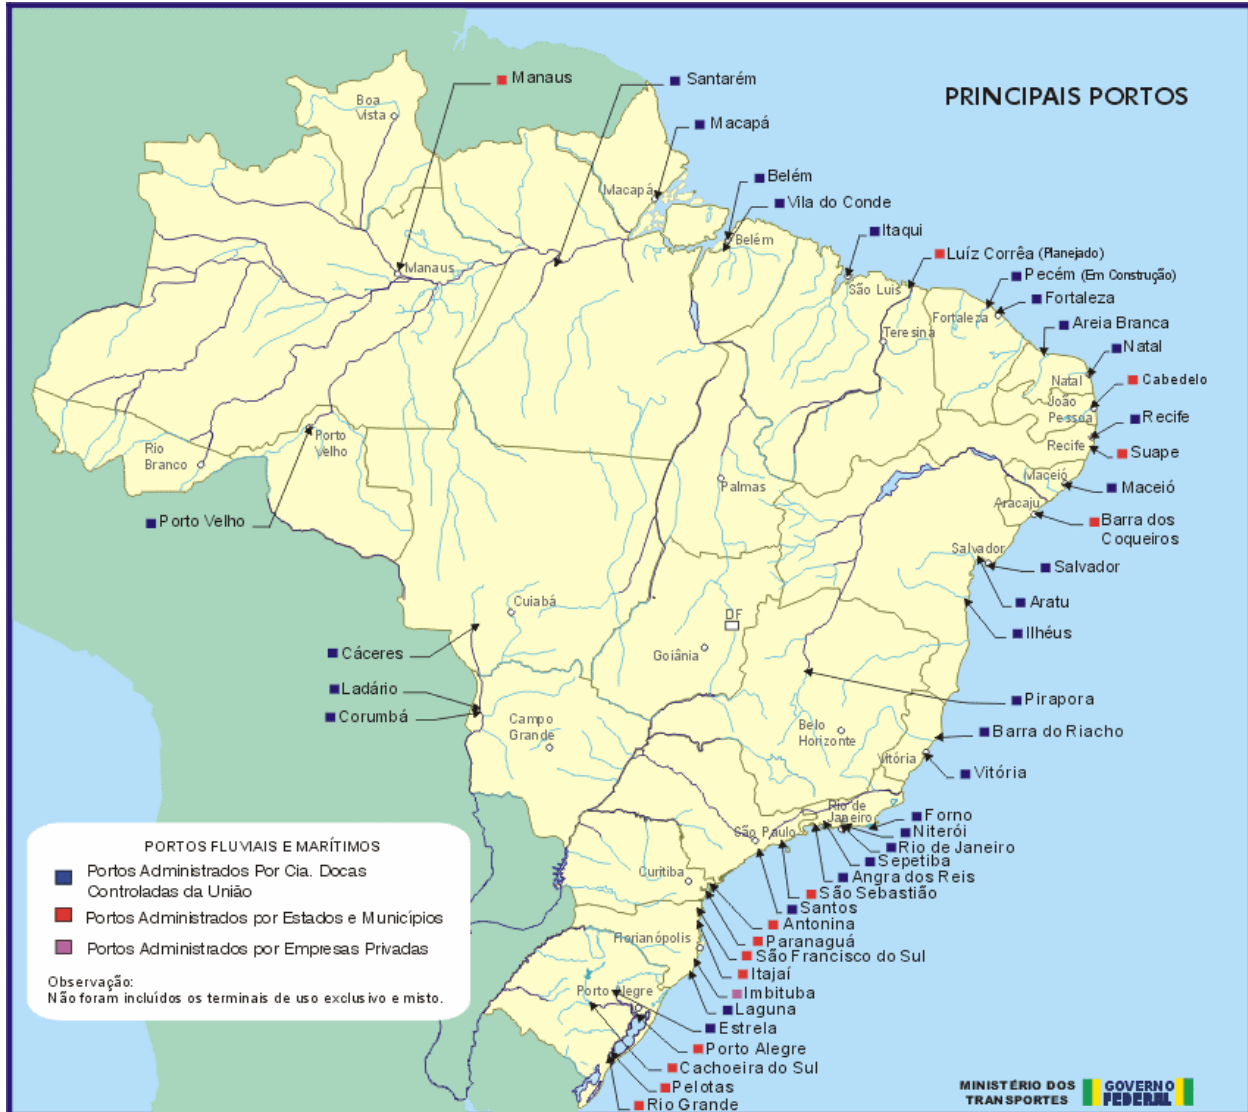 PRINCIPAIS PORTOS
Manaus
Santarém
Macapá
Belém
Vila do Conde
Itaqui
Luíz Corrêa (Planejado)
Pecém (Em Construção)
Fortaleza
Areia Branca
Natal
Cabedelo
Recife
Suape
Maceió
Barra dos
Coqueiros
Salvador
Aratu
Ilhéus
Pirapora
Barra do Riacho
Vitória
Forno
Niterói
Rio de Janeiro
Sepetiba
Angra dos Reis
São Sebastião
Santos
Antonina
Paranaguá
São Francisco do Sul
Itajaí
Imbituba
Laguna
Estrela
Porto Alegre
Cachoeira do Sul
Pelotas
Rio Grande
Porto Velho
Cáceres
Ladário
Corumbá
Boa
Vista
Macapá
Manaus
Belém
São Luis
Teresina
Fortaleza
Natal
João
Pessoa
Recife
Maceió
Aracaju
Salvador
Porto
Velho
Rio
Branco
Palmas
Cuiabá
DF
Goiânia
Campo
Grande
Belo
Horizonte
Vitória
Rio de
Janeiro
São Paulo
Curitiba
Florianópolis
Porto Alegre
PORTOS FLUVIAIS E MARÍTIMOS
Portos Administrados Por Cia. Docas
Controladas da União
Portos Administrados por Estados e Municípios
Portos Administrados por Empresas Privadas
Observação:
Não foram incluídos os terminais de uso exclusivo e misto.
MINISTÉRIO DOS
TRANSPORTES
GOVERNO
FEDERAL